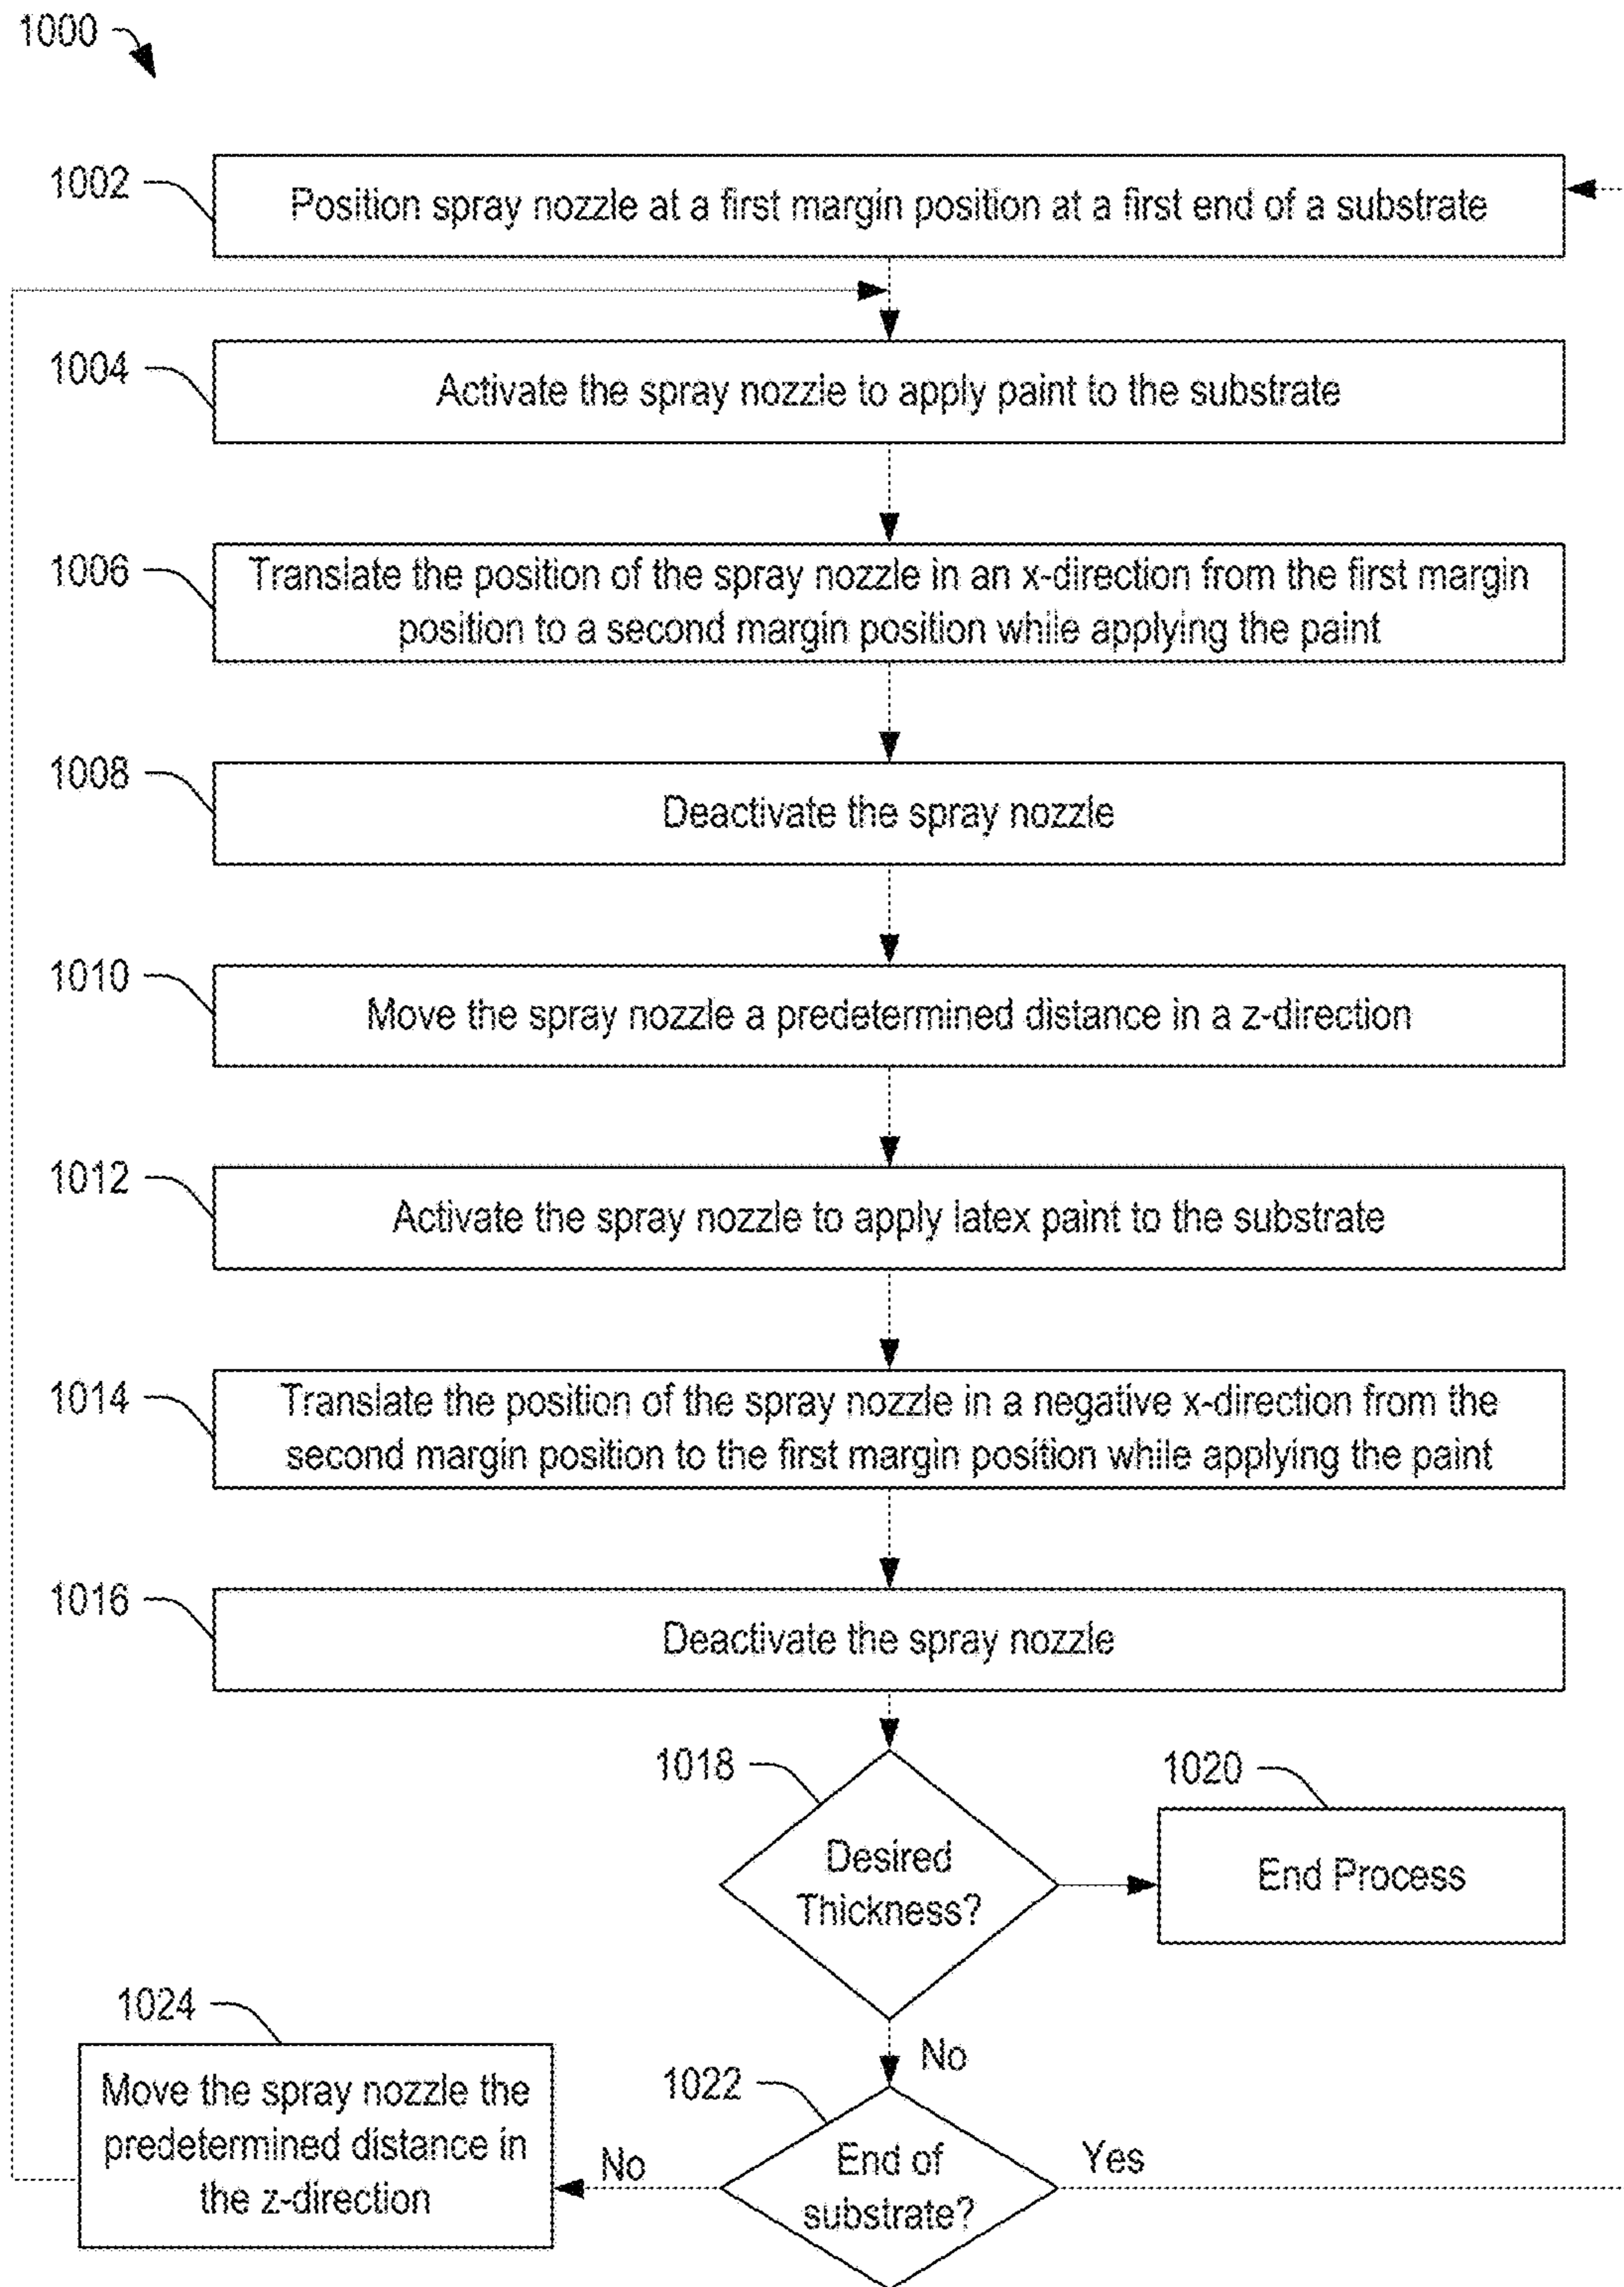 1000
1002
Position spray nozzle at a first margin position at a first end of a substrate
1004
Activate the spray nozzle to apply paint to the substrate
1006
Translate the position of the spray nozzle in an x-direction from the first margin
position to a second margin position while applying the paint
1008
Deactivate the spray nozzle
1010
Move the spray nozzle a predetermined distance in a z-direction
1012
Activate the spray nozzle to apply latex paint to the substrate
1014
Translate the position of the spray nozzle in a negative x-direction from the
second margin position to the first margin position while applying the paint
1016
Deactivate the spray nozzle
1018
Desired
Thickness?
1020
End Process
No
1022
End of
substrate?
Yes
No
1024
Move the spray nozzle the
predetermined distance in
the z-direction